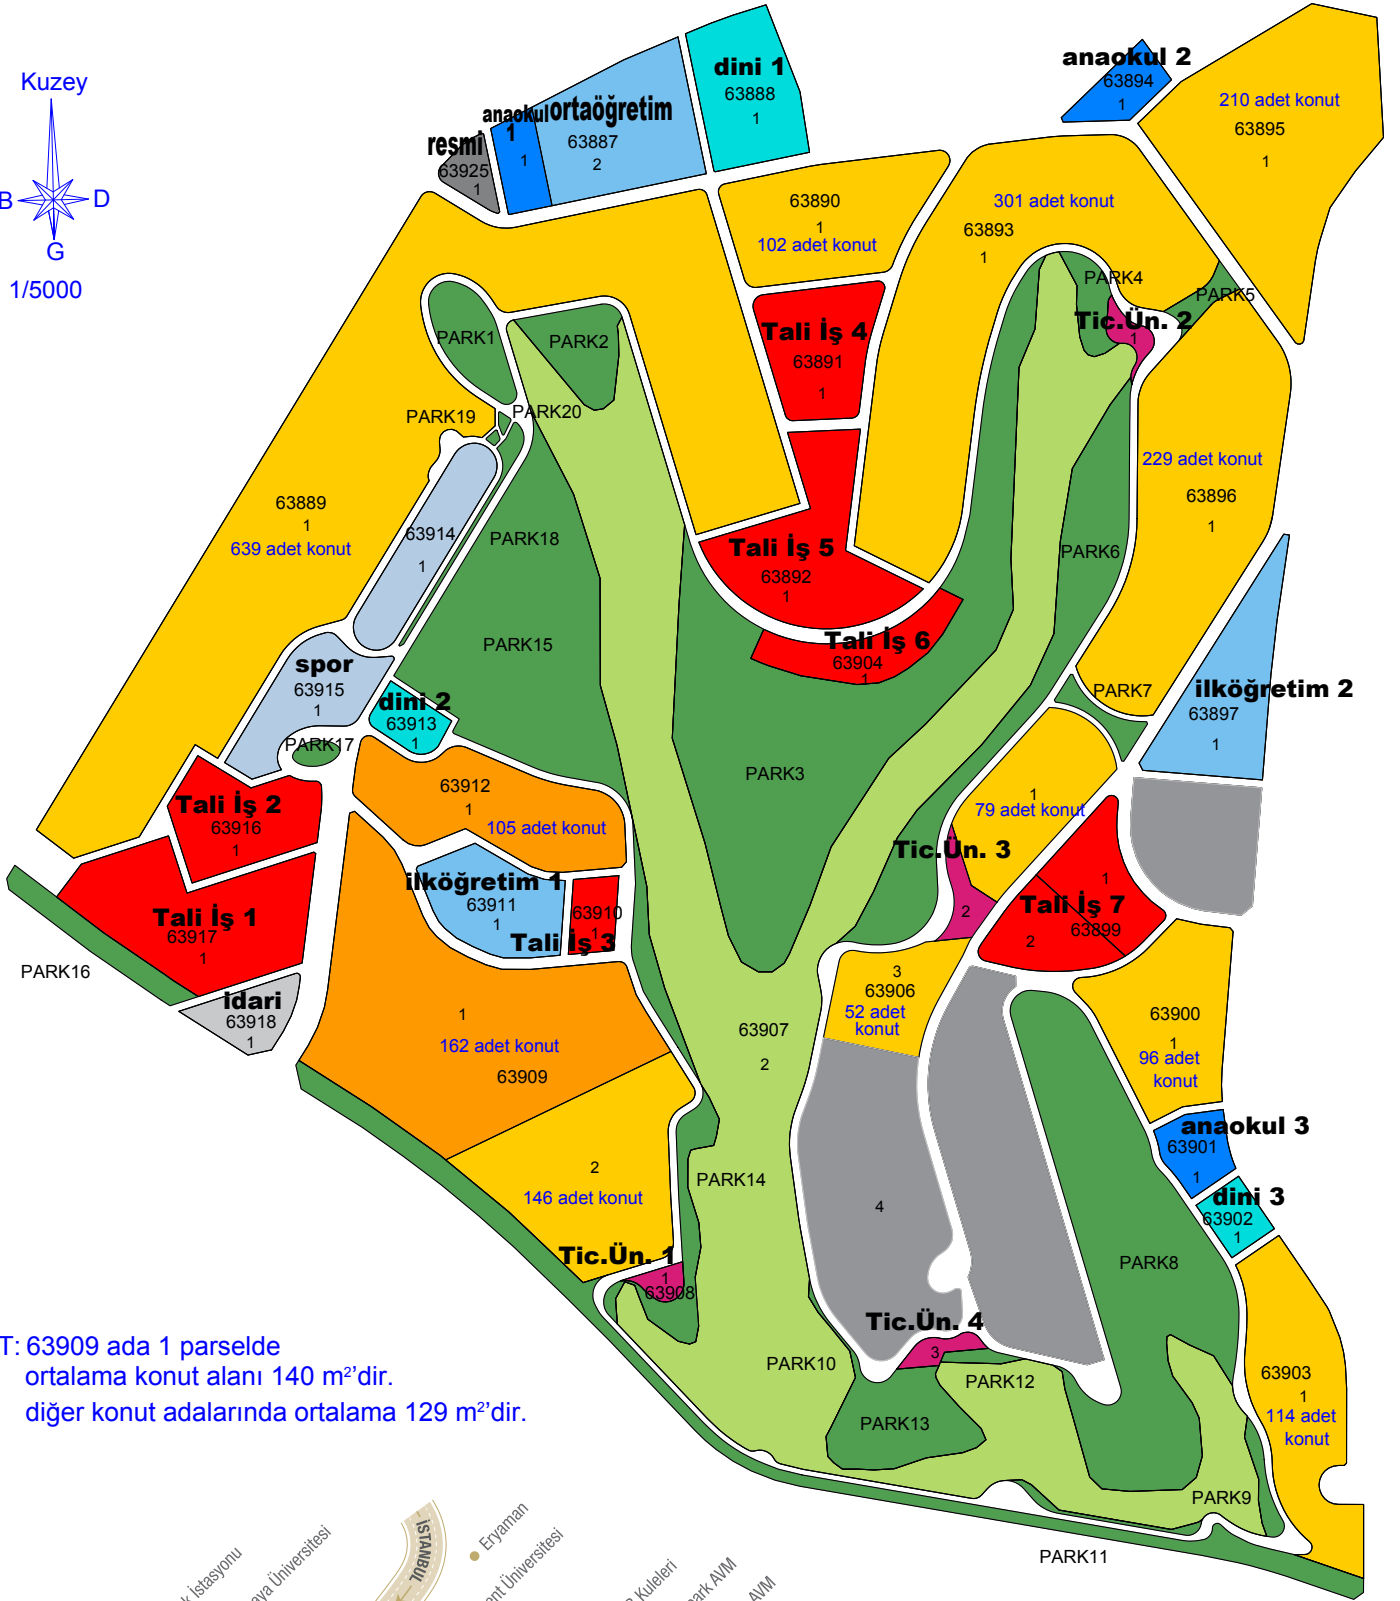 Kuzey
B
D
G
1/5000
dini 1
63888
1
anaokul 2
63894
1
210 adet konut
63895
1
anaokul
1
1
ortaöğretim
63887
2
resmi
63925
1
63890
1
102 adet konut
301 adet konut
63893
1
PARK4
PARK5
Tic.Ün. 2
1
PARK1
PARK2
Tali İş 4
63891
1
PARK19
PARK20
229 adet konut
63896
1
63889
1
639 adet konut
63914
1
PARK18
Tali İş 5
63892
1
PARK6
PARK15
Tali İş 6
63904
1
spor
63915
1
dini 2
63913
1
PARK7
ilköğretim 2
63897
1
PARK17
PARK3
63912
1
105 adet konut
1
79 adet konut
Tali İş 2
63916
1
Tic.Ün. 3
2
ilköğretim 1
63911
1
63910
1
Tali İş 3
1
Tali İş 7
63899
2
Tali İş 1
63917
1
PARK16
idari
63918
1
3
63906
52 adet
konut
1
162 adet konut
63909
63907
2
63900
1
96 adet
konut
anaokul 3
63901
1
2
146 adet konut
PARK14
4
dini 3
63902
1
Tic.Ün. 1
1
63908
PARK8
Tic.Ün. 4
3
PARK10
PARK12
T: 63909 ada 1 parselde
ortalama konut alanı 140 m²'dir.
diğer konut adalarında ortalama 129 m²'dir.
63903
1
114 adet
konut
PARK13
PARK9
PARK11
İstasyonu
Üniversitesi
İSTANBUL
Eryaman
Üniversitesi
Kuleleri
AVM
AVM